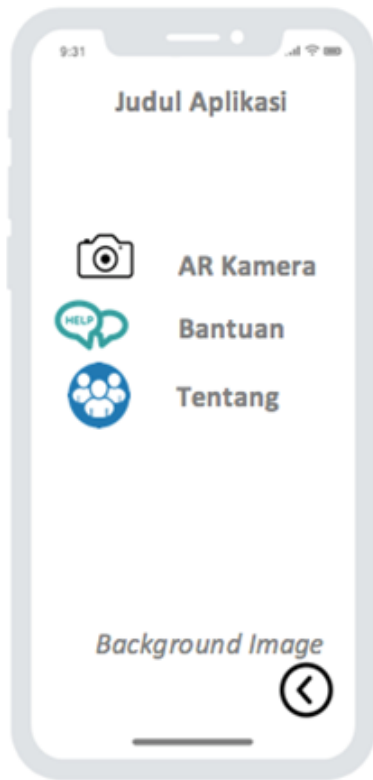 9:31
Judul Aplikasi
AR Kamera
HELP
Bantuan
Tentang
Background Image